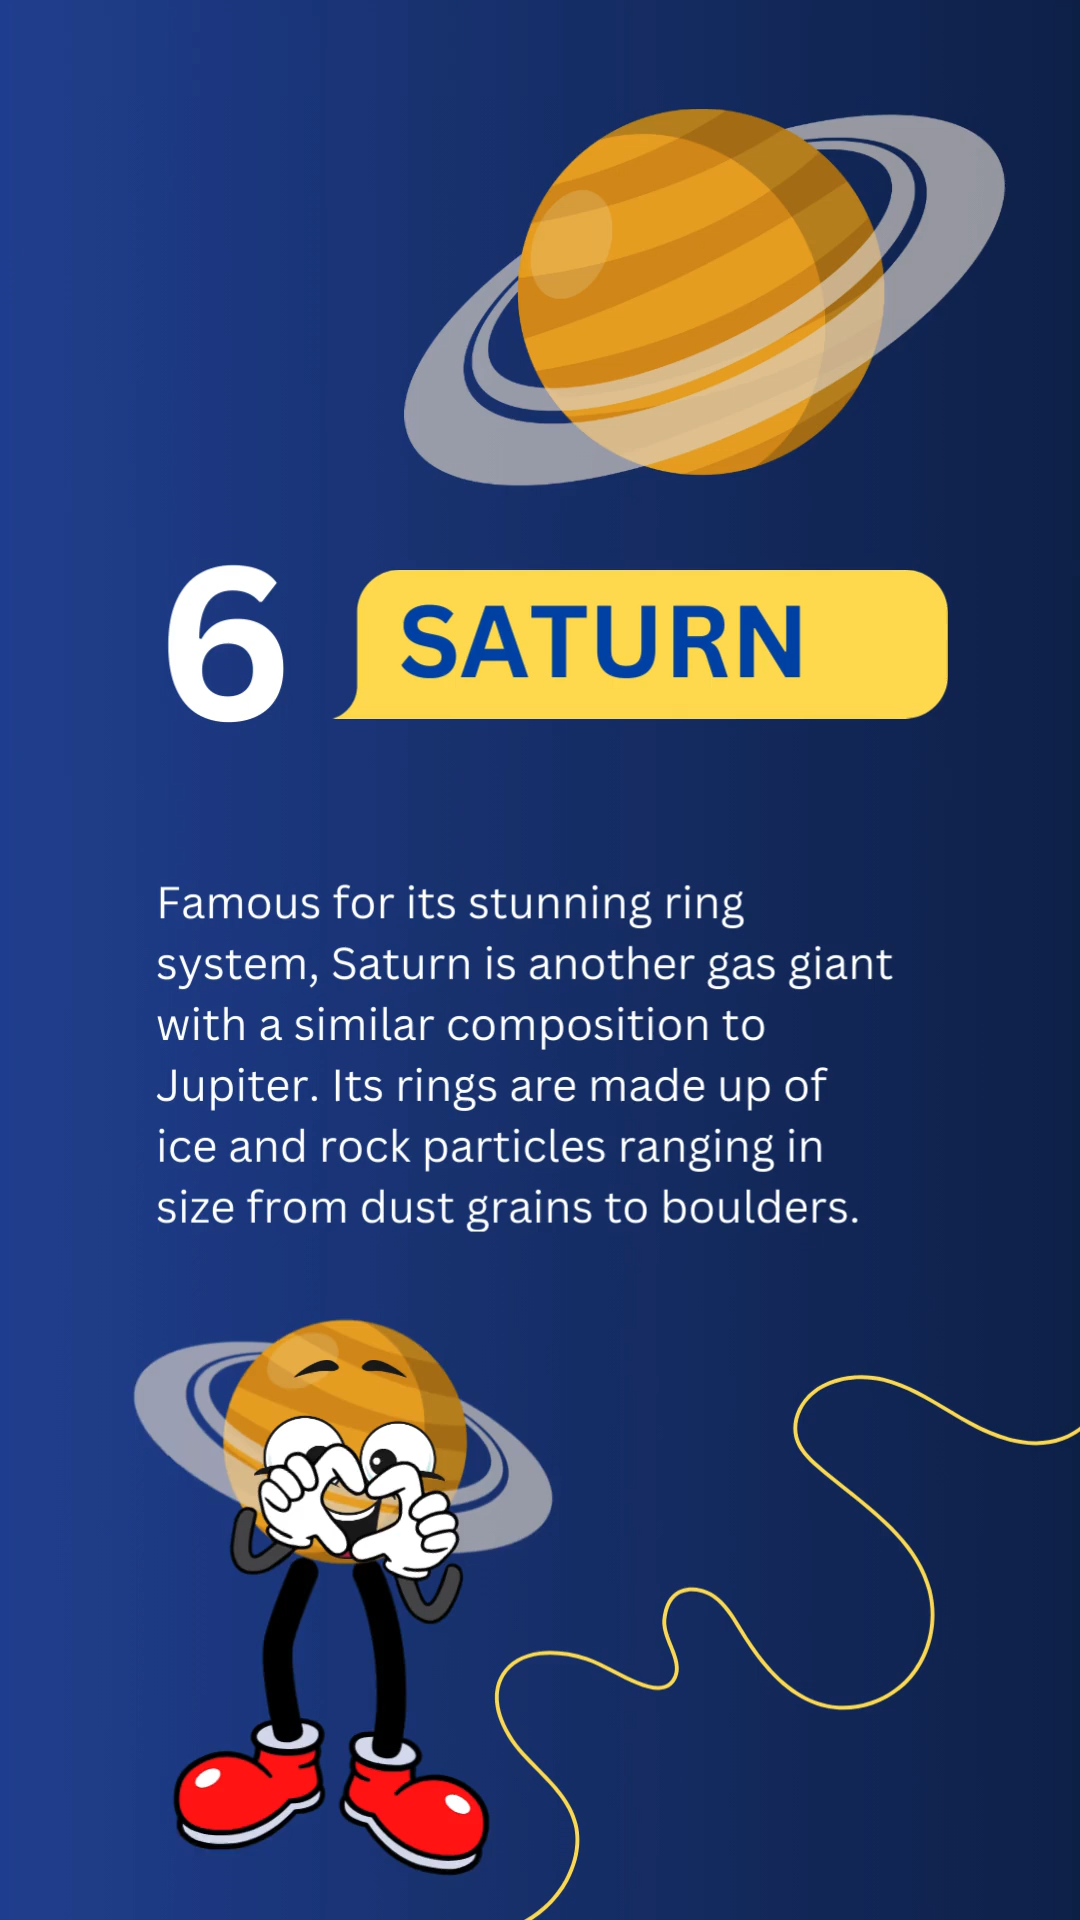 6
SATURN
Famous for its stunning ring
system, Saturn is another gas giant
with a similar composition to
Jupiter. Its rings are made up of
ice and rock particles ranging in
size from dust grains to boulders.